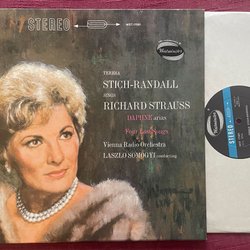 STEREO
Westminster
TERESA
STICH-RANDALL
SINGS
RICHARD STRAUSS
DAPHNE arias
Four Last Songs
Vienna Radio Orchestra
LASZLO SOMOGYI conducting